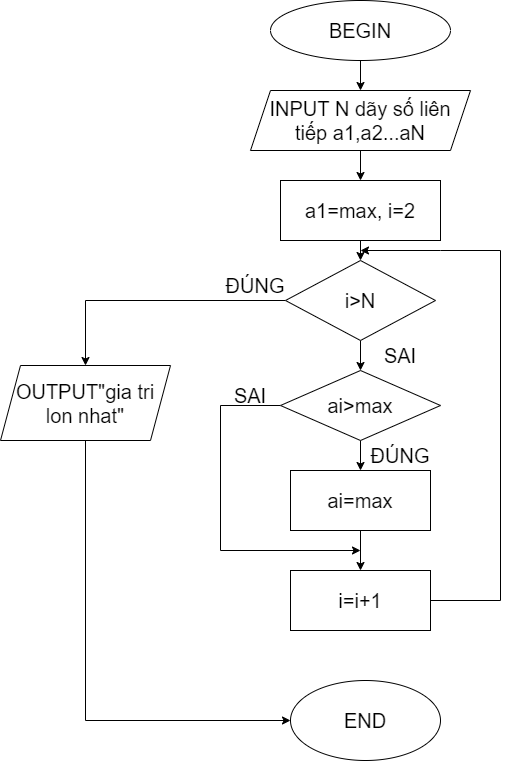 BEGIN
INPUT N dãy số liên
tiếp a1,a2...aN
a1=max, i=2
ĐÚNG
i>N
SAI
OUTPUT"gia tri
lon nhat"
SAI
ai>max
ĐÚNG
ai=max
i=i+1
END